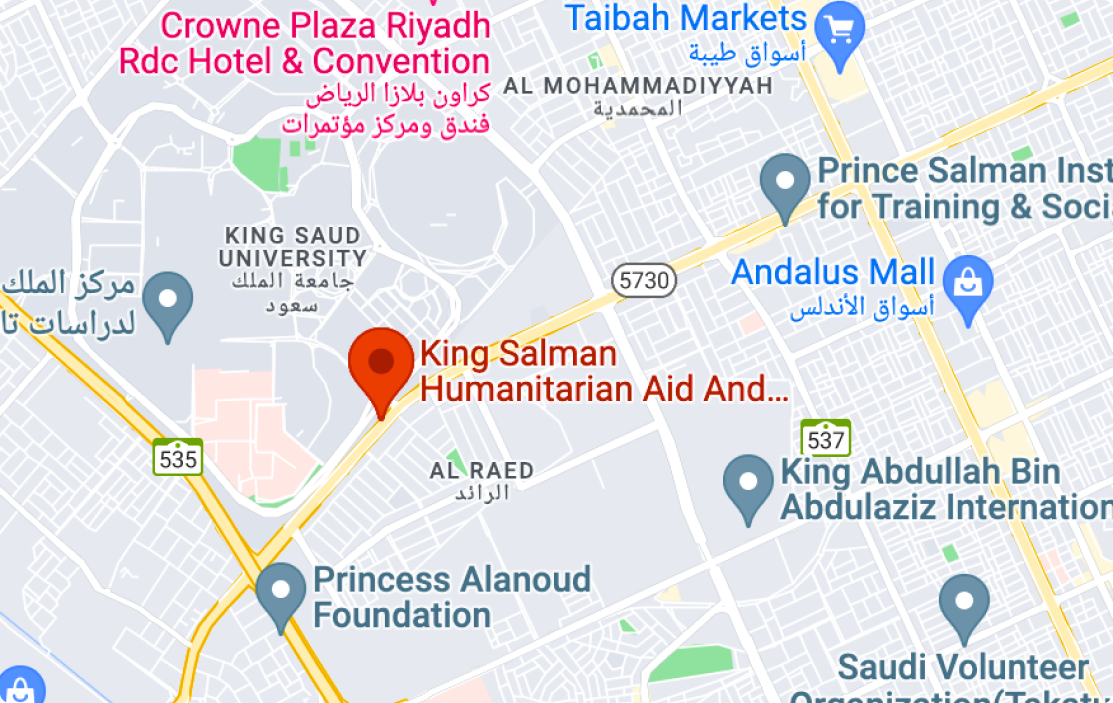 Crowne Plaza Riyadh
Rdc Hotel & Convention
كراون بلازا الرياض
فندق ومركز مؤتمرات
Taibah Markets
أسواق طيبة
AL MOHAMMADIYYAH
المحمدية
Prince Salman Inst
for Training & Soci
KING SAUD
UNIVERSITY
جامعة الملك
سعود
5730
Andalus Mall
أسواق الأندلس
مركز الملك
لدراسات تا
King Salman
Humanitarian Aid And...
535
537
AL RAED
الرائد
King Abdullah Bin
Abdulaziz Internation
Princess Alanoud
Foundation
Saudi Volunteer
Organization(Takatu